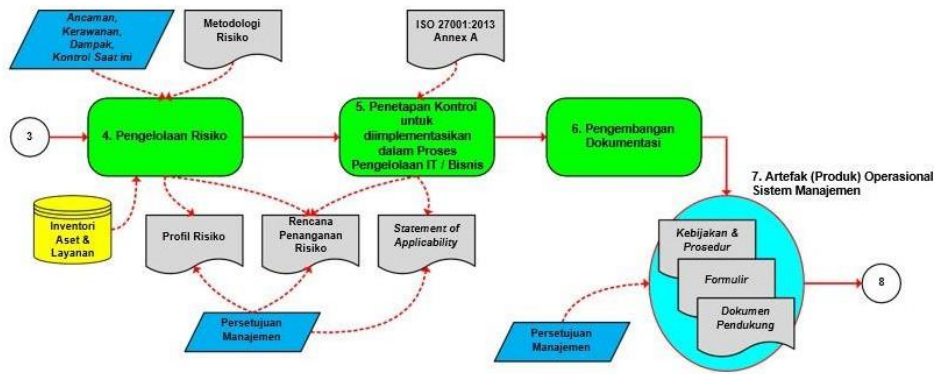 Ancaman,
Kerawanan,
Dampak,
Kontrol Saat ini
Metodologi
Risiko
ISO 27001:2013
Annex A
3
4. Pengelolaan Risiko
5. Penetapan Kontrol
untuk
diimplementasikan
dalam Proses
Pengelolaan IT / Bisnis
6. Pengembangan
Dokumentasi
7. Artefak (Produk) Operasional
Sistem Manajemen
Inventori
Aset &
Layanan
Profil Risiko
Rencana
Penanganan
Risiko
Statement of
Applicability
Kebijakan &
Prosedur
Formulir
Dokumen
Pendukung
8
Persetujuan
Manajemen
Persetujuan
Manajemen